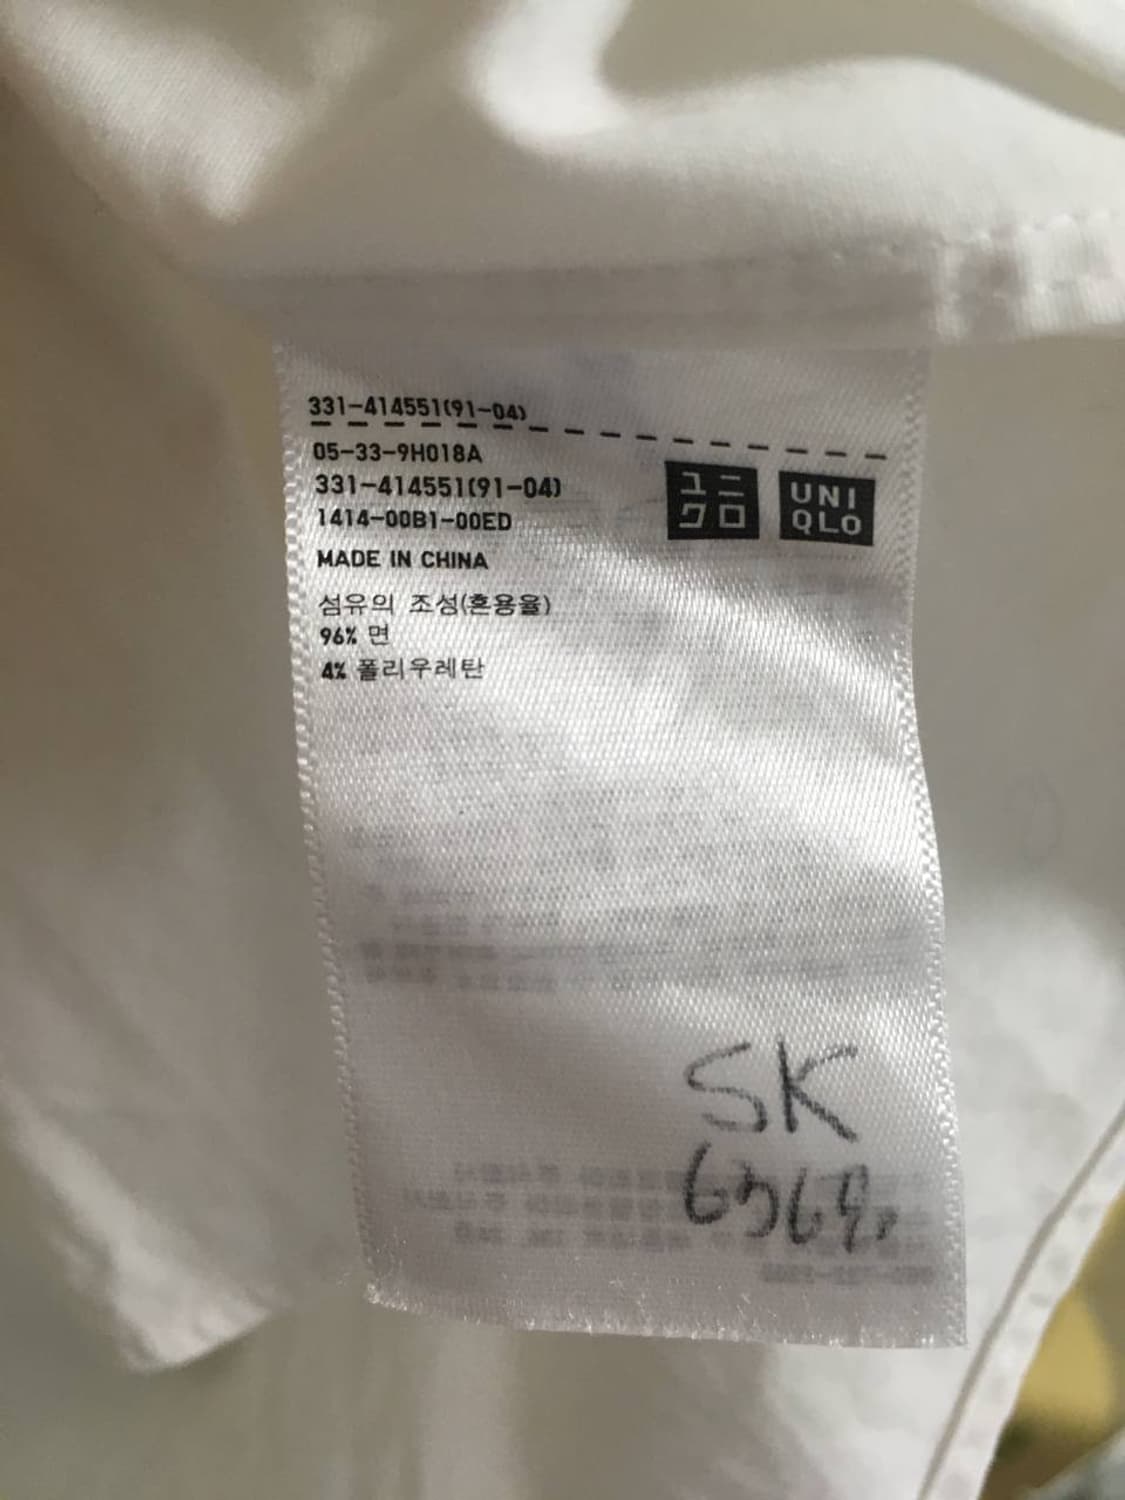 331-414551(91-04)
05-33-9H018A
331-414551(91-04)
1414-00B1-00ED
MADE IN CHINA
ユニ
クロ
UNI
QLO
섬유의 조성(혼용율)
96% 면
4% 폴리우레탄
SK